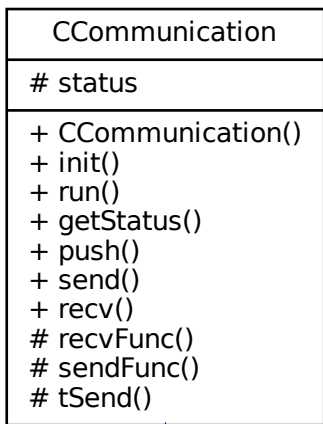 CCommunication
# status
+ CCommunication()
+ init()
+ run()
+ getStatus()
+ push()
+ send()
+ recv()
# recvFunc()
# sendFunc()
# tSend()